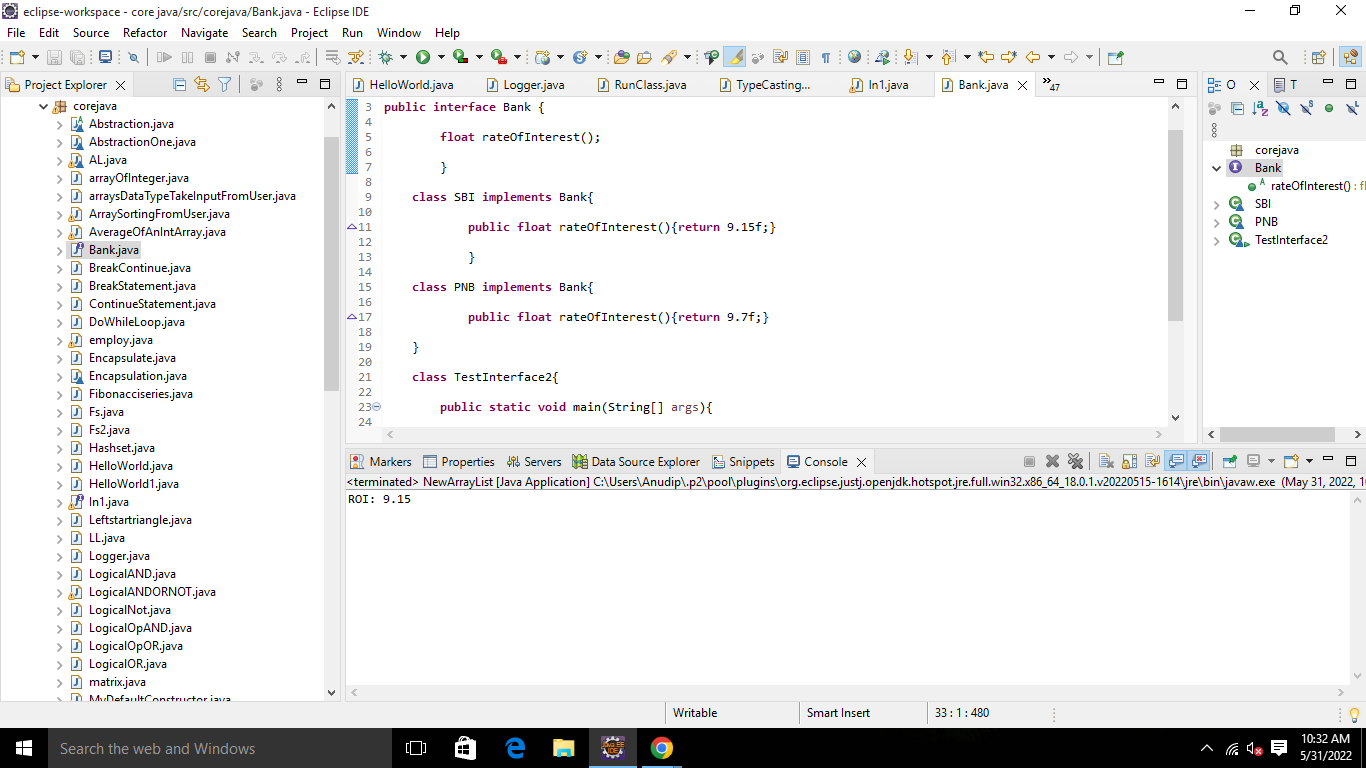 eclipse-workspace - core java/src/corejava/Bank.java - Eclipse IDE
File Edit Source Refactor Navigate Search Project Run Window Help
Project Explorer
HelloWorld.java Logger.java RunClass.java TypeCasting... In1.java Bank.java 47
O T
corejava
Abstraction.java
AbstractionOne.java
AL.java
arrayOfInteger.java
arraysDataTypeTakeInputFromUser.java
ArraySortingFromUser.java
AverageOfAnIntArray.java
Bank.java
BreakContinue.java
BreakStatement.java
ContinueStatement.java
DoWhileLoop.java
employ.java
Encapsulate.java
Encapsulation.java
Fibonacciseries.java
Fs.java
Fs2.java
Hashset.java
HelloWorld.java
HelloWorld1.java
In1.java
Leftstartriangle.java
LL.java
Logger.java
LogicalAND.java
LogicalANDORNOT.java
LogicalNot.java
LogicalOpAND.java
LogicalOpOR.java
LogicalOR.java
matrix.java
MyDefaultConstructor.java
3 public interface Bank {
4
5 float rateOfInterest();
6
7 }
8
9 class SBI implements Bank{
10
11 public float rateOfInterest(){return 9.15f;}
12
13 }
14
15 class PNB implements Bank{
16
17 public float rateOfInterest(){return 9.7f;}
18
19 }
20
21 class TestInterface2{
22
23 public static void main(String[] args){
24
corejava
Bank
rateOfInterest() : fl
SBI
PNB
TestInterface2
Markers Properties Servers Data Source Explorer Snippets Console
<terminated> NewArrayList [Java Application] C:\Users\Anudip\.p2\pool\plugins\org.eclipse.justj.openjdk.hotspot.jre.full.win32.x86_64_18.0.1.v20220515-1614\jre\bin\javaw.exe (May 31, 2022, 10
ROI: 9.15
Writable Smart Insert 33 : 1 : 480
Search the web and Windows
10:32 AM
5/31/2022